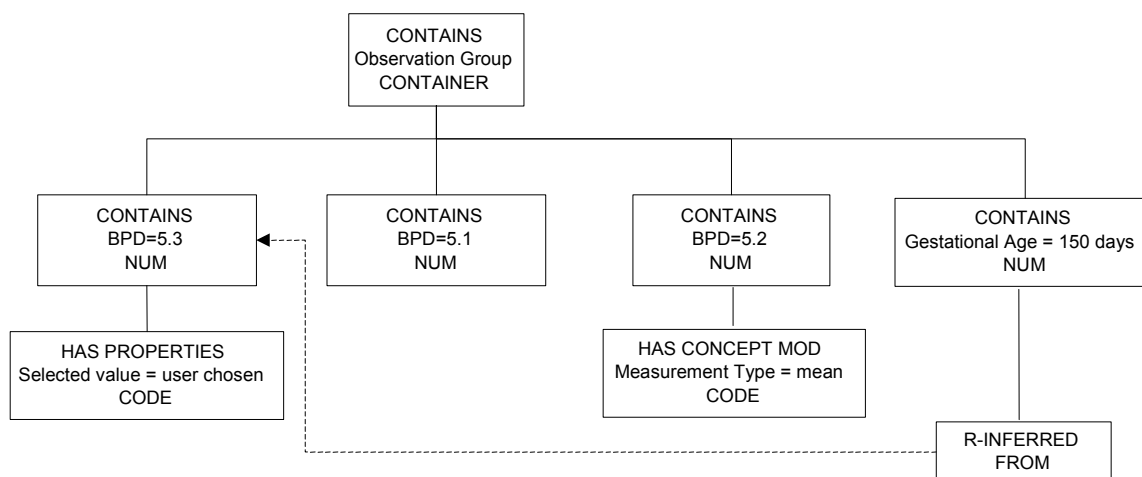 CONTAINS
Observation Group
CONTAINER
CONTAINS
BPD=5.3
NUM
CONTAINS
BPD=5.1
NUM
CONTAINS
BPD=5.2
NUM
CONTAINS
Gestational Age = 150 days
NUM
HAS PROPERTIES
Selected value = user chosen
CODE
HAS CONCEPT MOD
Measurement Type = mean
CODE
R-INFERRED
FROM